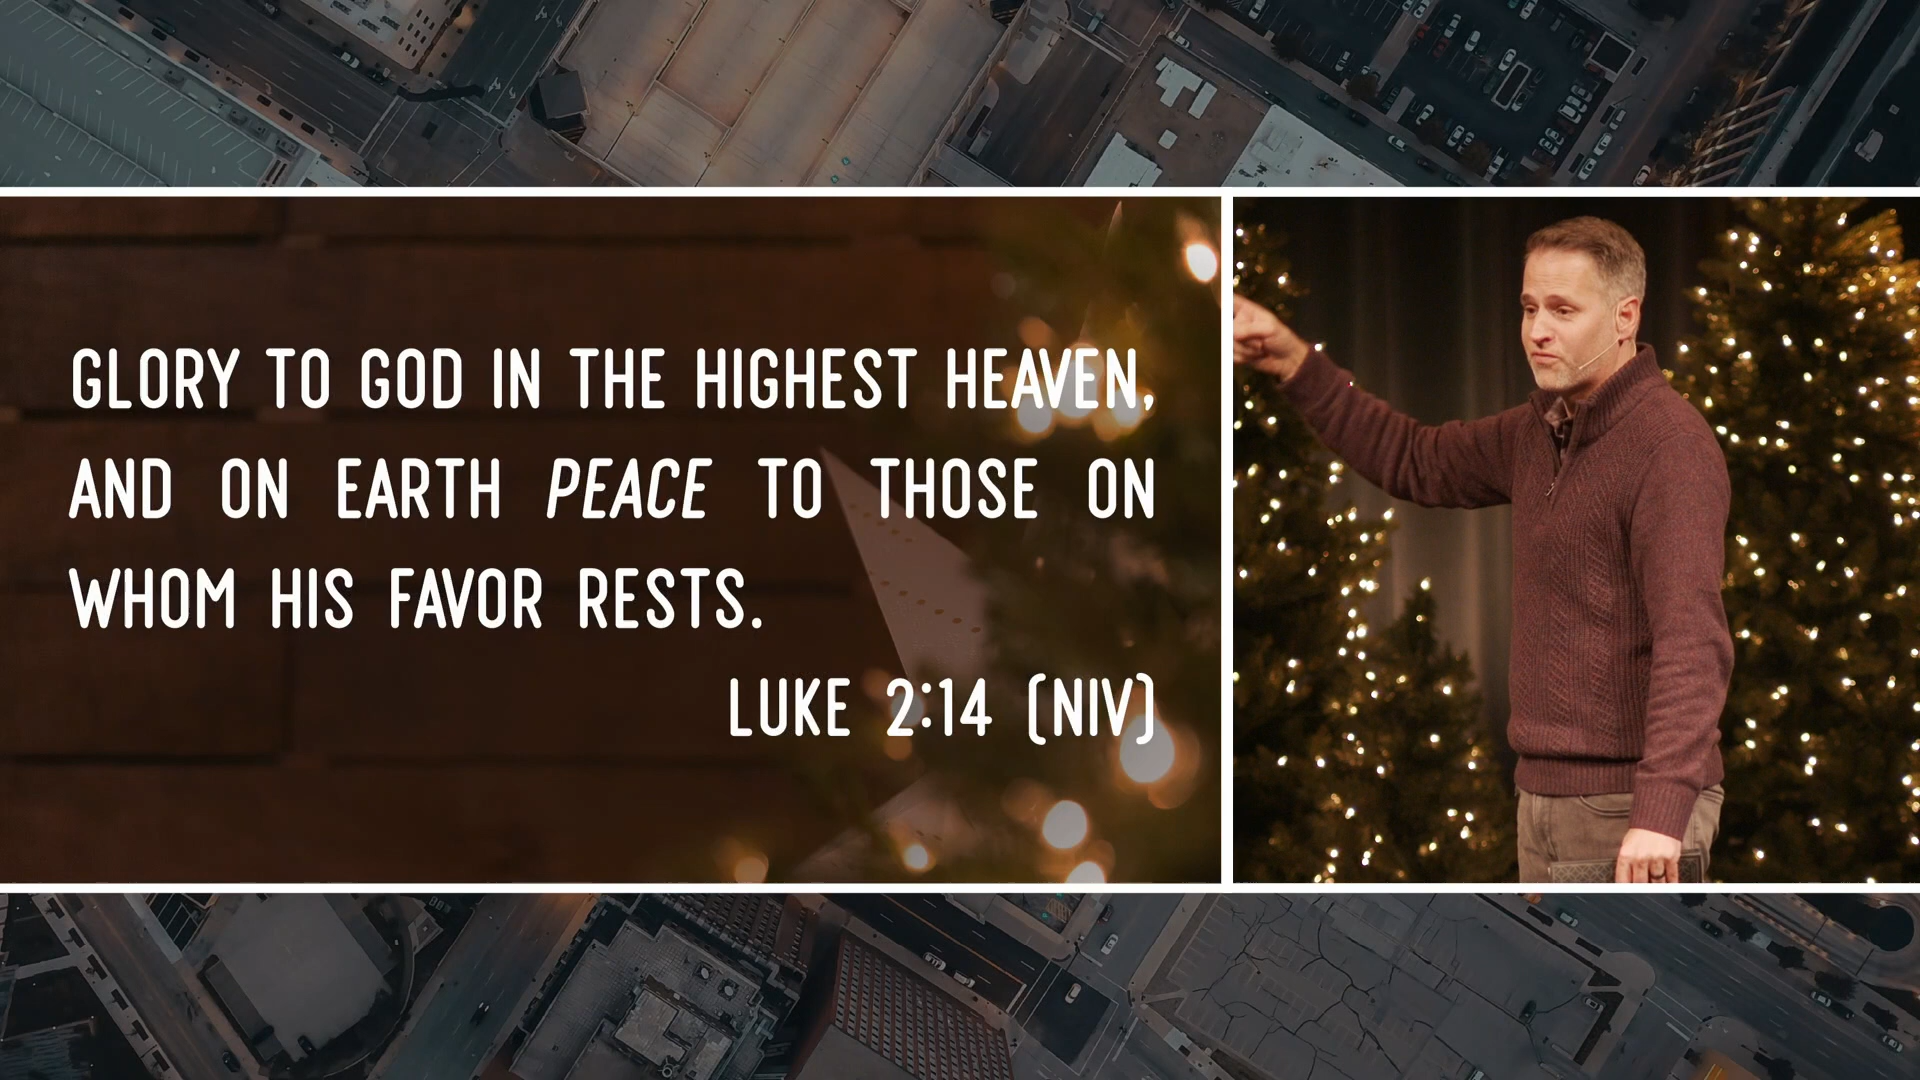 GLORY TO GOD IN THE HIGHEST HEAVEN,
AND ON EARTH PEACE TO THOSE ON
WHOM HIS FAVOR RESTS.
LUKE 2:14 (NIV)